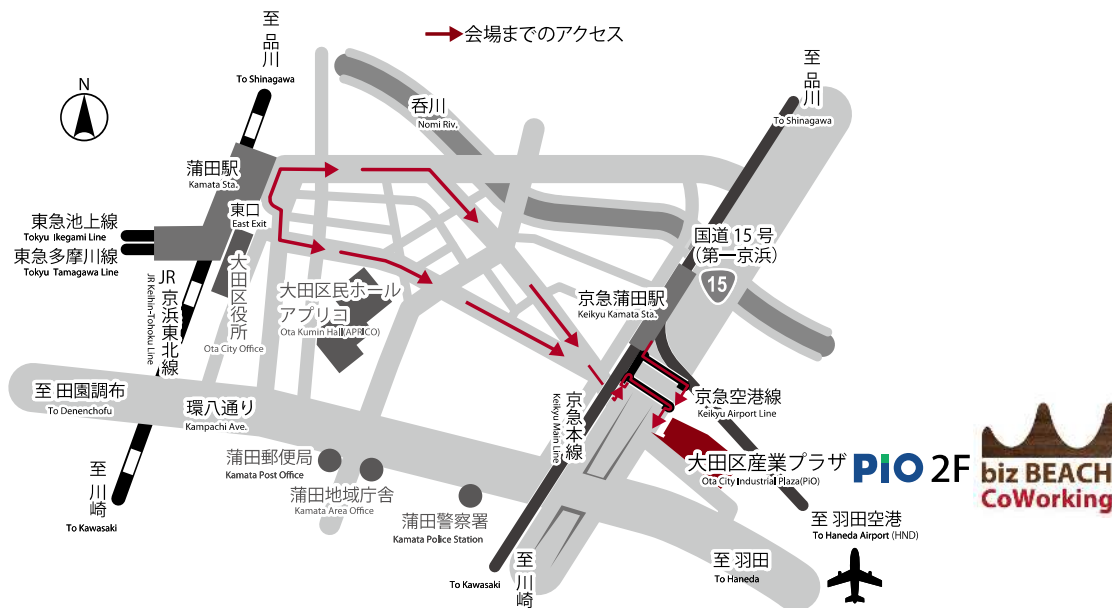 会場までのアクセス
至 品川
To Shinagawa
至 品川
To Shinagawa
N
呑川
Nomi Riv.
蒲田駅
Kamata Sta.
東口
East Exit
東急池上線
Tokyu Ikegami Line
東急多摩川線
Tokyu Tamagawa Line
JR 京浜東北線
JR Keihin-Tohoku Line
大田区役所
Ota City Office
大田区民ホール
アプリコ
Ota Kumin Hall(APRICO)
国道 15 号
(第一京浜)
15
京急蒲田駅
Keikyu Kamata Sta.
至 田園調布
To Denenchofu
環八通り
Kampachi Ave.
京急本線
Keikyu Main Line
京急空港線
Keikyu Airport Line
蒲田郵便局
Kamata Post Office
蒲田地域庁舎
Kamata Area Office
蒲田警察署
Kamata Police Station
大田区産業プラザ PiO 2F
Ota City Industrial Plaza(PiO)
biz BEACH
CoWorking
至 川崎
To Kawasaki
至 川崎
To Kawasaki
至 羽田空港
To Haneda Airport (HND)
至 羽田
To Haneda